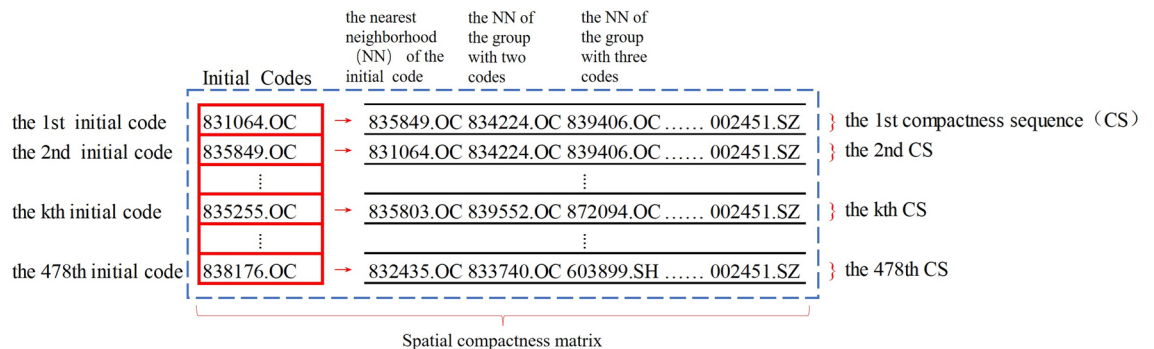 the nearest neighborhood （NN） of the initial code
the NN of the group with two codes
the NN of the group with three codes
Initial Codes
the 1st initial code 831064.OC → 835849.OC 834224.OC 839406.OC …… 002451.SZ } the 1st compactness sequence（CS）
the 2nd initial code 835849.OC → 831064.OC 834224.OC 839406.OC …… 002451.SZ } the 2nd CS
⋮ ⋮
the kth initial code 835255.OC → 835803.OC 839552.OC 872094.OC …… 002451.SZ } the kth CS
⋮ ⋮
the 478th initial code 838176.OC → 832435.OC 833740.OC 603899.SH …… 002451.SZ } the 478th CS
Spatial compactness matrix